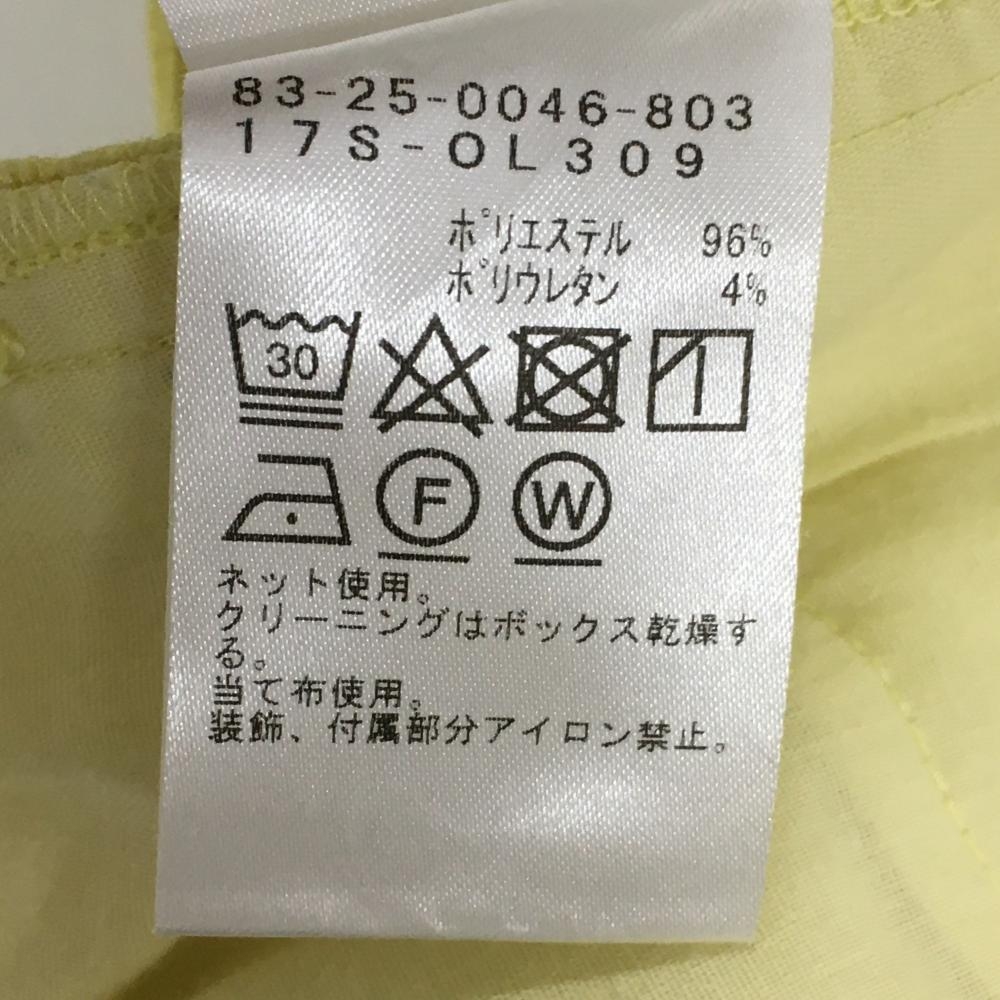 83-25-0046-803
17S-OL309
ポリエステル 96%
ポリウレタン 4%
30
F W
ネット使用。
クリーニングはボックス乾燥す
る。
当て布使用。
装飾、付属部分アイロン禁止。